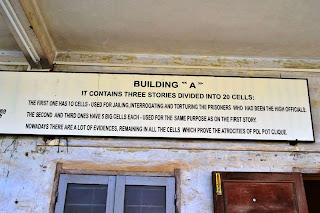 BUILDING "A"
IT CONTAINS THREE STORIES DIVIDED INTO 20 CELLS:
THE FIRST ONE HAS 10 CELLS - USED FOR JAILING, INTERROGATING AND TORTURING THE PRISONERS WHO HAD BEEN THE HIGH OFFICIALS.
THE SECOND AND THIRD ONES HAVE 5 BIG CELLS EACH - USED FOR THE SAME PURPOSE AS ON THE FIRST STORY.
NOWADAYS THERE ARE A LOT OF EVIDENCES, REMAINING IN ALL THE CELLS WHICH PROVE THE ATROCITIES OF POL POT CLIQUE.